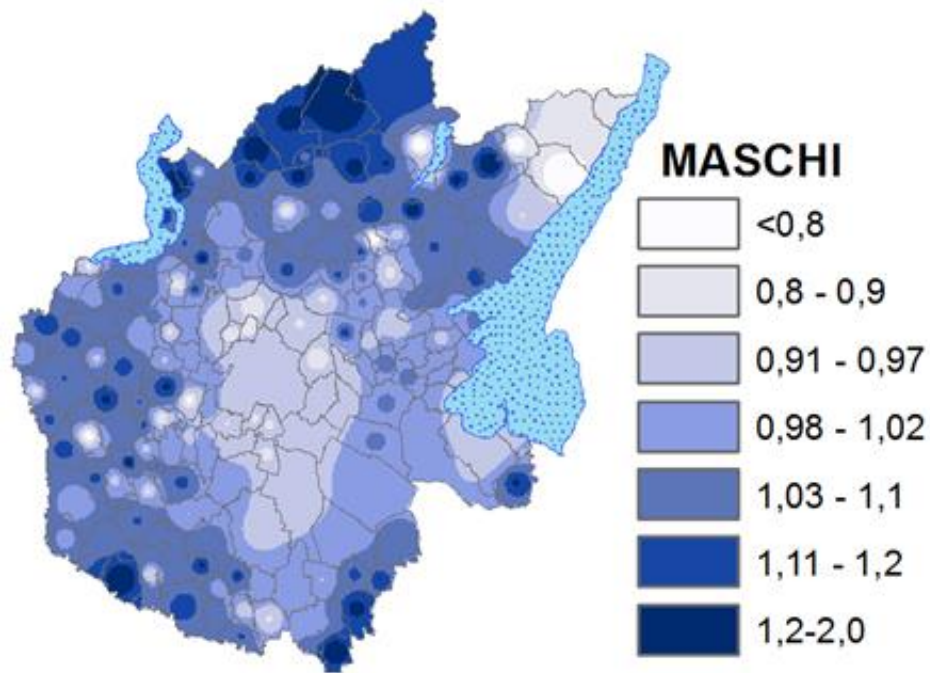 MASCHI
<0,8
0,8 - 0,9
0,91 - 0,97
0,98 - 1,02
1,03 - 1,1
1,11 - 1,2
1,2-2,0